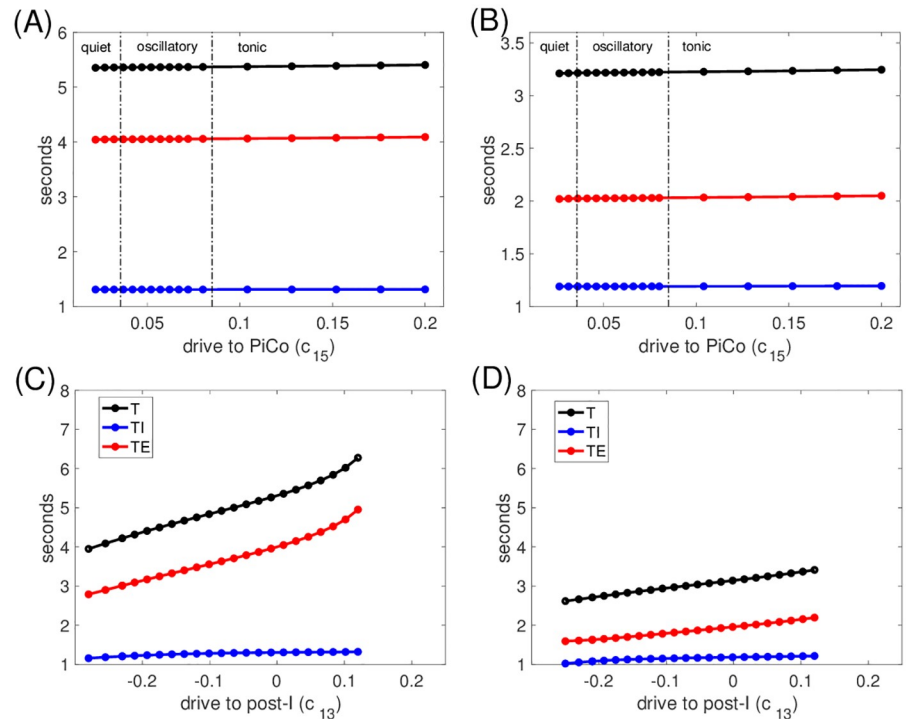 (A)
6
5
4
3
2
1
seconds
quiet
oscillatory
tonic
0.05
0.1
0.15
0.2
drive to PiCo (c15)
(B)
3.5
3
2.5
2
1.5
1
seconds
quiet
oscillatory
tonic
0.05
0.1
0.15
0.2
drive to PiCo (c15)
(C)
8
7
6
5
4
3
2
1
seconds
T
TI
TE
-0.2
-0.1
0
0.1
0.2
drive to post-I (c13)
(D)
8
7
6
5
4
3
2
1
seconds
T
TI
TE
-0.2
-0.1
0
0.1
0.2
drive to post-I (c13)